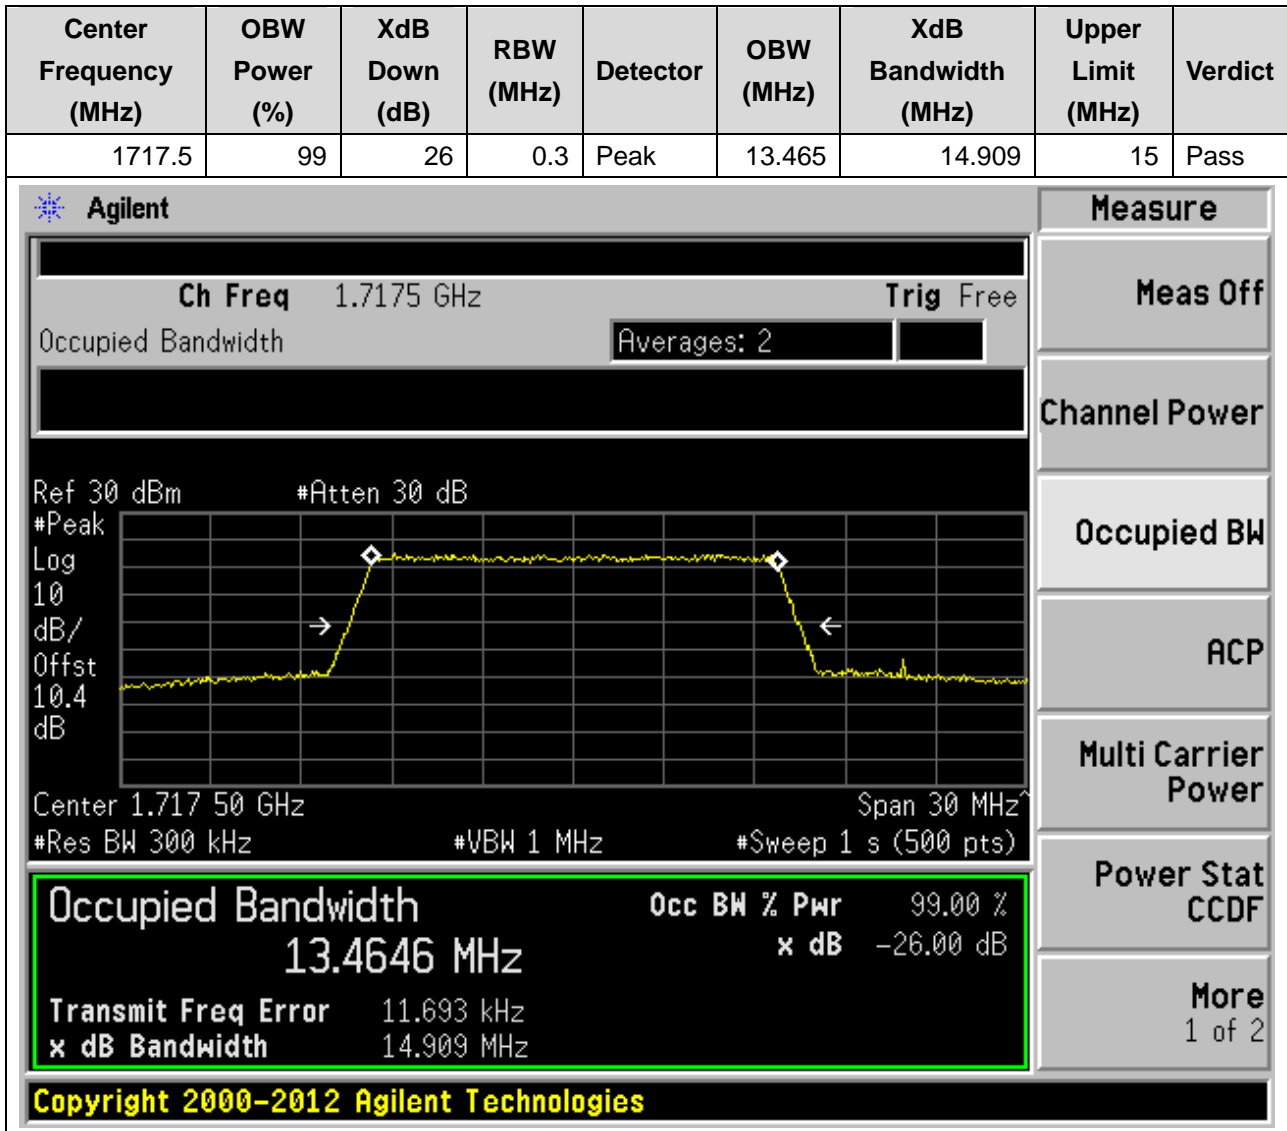 Center Frequency (MHz) OBW Power (%) XdB Down (dB) RBW (MHz) Detector OBW (MHz) XdB Bandwidth (MHz) Upper Limit (MHz) Verdict
1717.5 99 26 0.3 Peak 13.465 14.909 15 Pass
Agilent
Measure
Ch Freq 1.7175 GHz Trig Free
Meas Off
Occupied Bandwidth Averages: 2
Channel Power
Ref 30 dBm #Atten 30 dB
#Peak
Log
10
dB/
Offst
10.4
dB
Occupied BW
ACP
Multi Carrier
Power
Center 1.717 50 GHz Span 30 MHz^
#Res BW 300 kHz #VBW 1 MHz #Sweep 1 s (500 pts)
Power Stat
CCDF
Occupied Bandwidth Occ BW % Pwr 99.00 %
13.4646 MHz x dB -26.00 dB
Transmit Freq Error 11.693 kHz
x dB Bandwidth 14.909 MHz
More
1 of 2
Copyright 2000-2012 Agilent Technologies